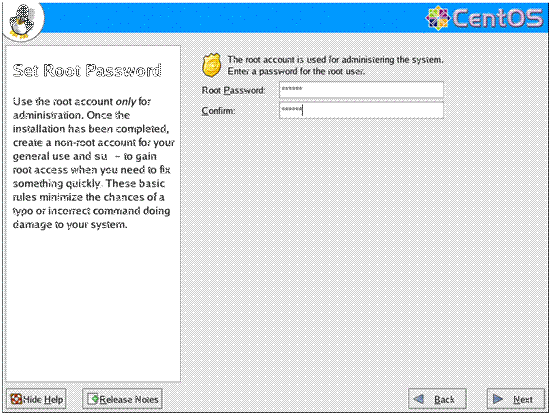 CentOS
Set Root Password
Use the root account only for
administration. Once the
installation has been completed,
create a non-root account for your
general use and su - to gain
root access when you need to fix
something quickly. These basic
rules minimize the chances of a
typo or incorrect command doing
damage to your system.
The root account is used for administering the system.
Enter a password for the root user.
Root Password: ******
Confirm: ******
Hide Help
Release Notes
Back
Next